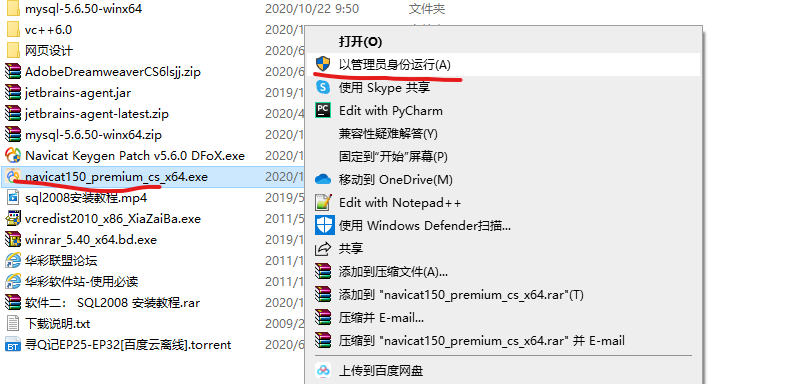 mysql-5.6.50-winx64 2020/10/22 9:50 文件夹
vc++6.0 2020/1
网页设计 2020/6
AdobeDreamweaverCS6lsjj.zip 2020/6
jetbrains-agent.jar 2019/1
jetbrains-agent-latest.zip 2020/1
mysql-5.6.50-winx64.zip 2020/1
Navicat Keygen Patch v5.6.0 DFoX.exe 2020/1
navicat150_premium_cs_x64.exe 2020/1
sql2008安装教程.mp4 2019/5
vcredist2010_x86_XiaZaiBa.exe 2011/5
winrar_5.40_x64.bd.exe 2019/1
华彩联盟论坛 2011/1
华彩软件站-使用必读 2011/1
软件二： SQL2008 安装教程.rar 2020/1
下载说明.txt 2009/2
寻Q记EP25-EP32[百度云离线].torrent 2020/6
打开(O)
以管理员身份运行(A)
使用 Skype 共享
Edit with PyCharm
兼容性疑难解答(Y)
固定到"开始"屏幕(P)
移动到 OneDrive(M)
Edit with Notepad++
使用 Windows Defender扫描...
共享
添加到压缩文件(A)...
添加到 "navicat150_premium_cs_x64.rar"(T)
压缩并 E-mail...
压缩到 "navicat150_premium_cs_x64.rar" 并 E-mail
上传到百度网盘